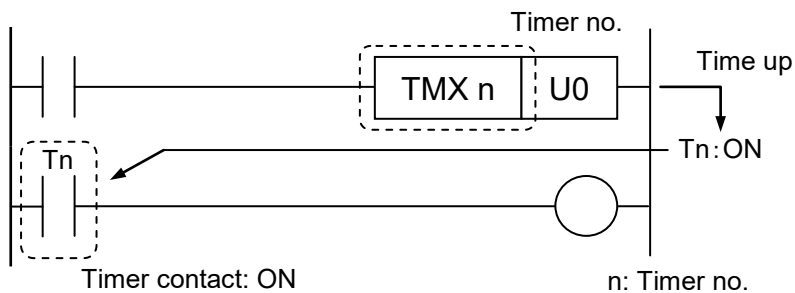 Timer no.
TMX n U0
Time up
Tn:ON
Tn
Timer contact: ON
n: Timer no.